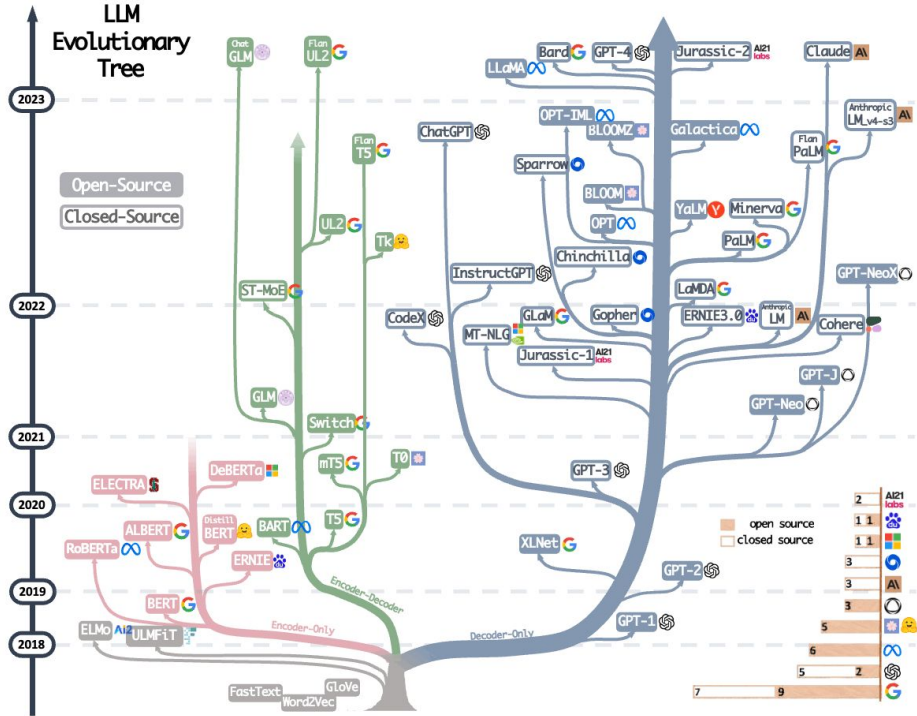 LLM
Evolutionary
Tree
Chat
GLM
Flan
UL2
Bard
GPT-4
Jurassic-2
AI21
labs
Claude
LLaMA
2023
OPT-IML
Anthropic
LM_v4-s3
ChatGPT
BLOOMZ
Galactica
Flan
T5
Flan
PaLM
Sparrow
Open-Source
BLOOM
Closed-Source
YaLM
Minerva
UL2
OPT
Tk
PaLM
Chinchilla
InstructGPT
GPT-NeoX
ST-MoE
LaMDA
2022
CodeX
GLaM
Gopher
ERNIE3.0
Anthropic
LM
Cohere
MT-NLG
Jurassic-1
AI21
labs
GPT-J
GLM
GPT-Neo
Switch
2021
DeBERTa
mT5
T0
GPT-3
ELECTRA
2020
2
AI21
labs
ALBERT
Distill
BERT
BART
T5
open source
1 1
closed source
1 1
RoBERTa
XLNet
ERNIE
3
GPT-2
Encoder-Decoder
3
2019
BERT
3
ELMo
Ai2
ULMFiT
Encoder-Only
Decoder-Only
GPT-1
5
2018
6
5 2
FastText
Word2Vec
GloVe
7 9